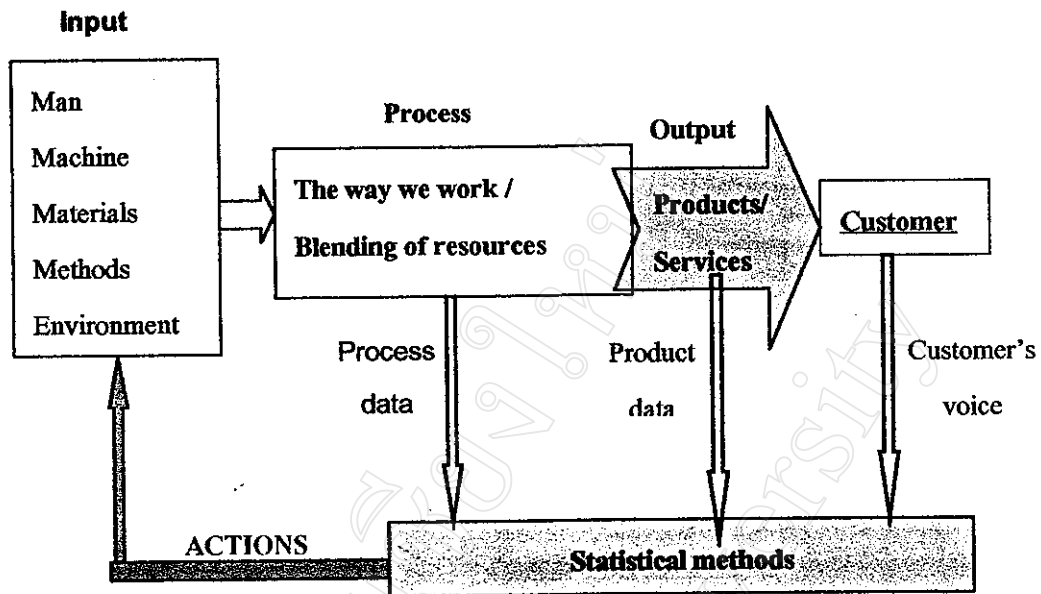 Input
Man
Machine
Materials
Methods
Environment
Process
The way we work /
Blending of resources
Output
Products/
Services
Customer
Process
data
Product
data
Customer's
voice
ACTIONS
Statistical methods